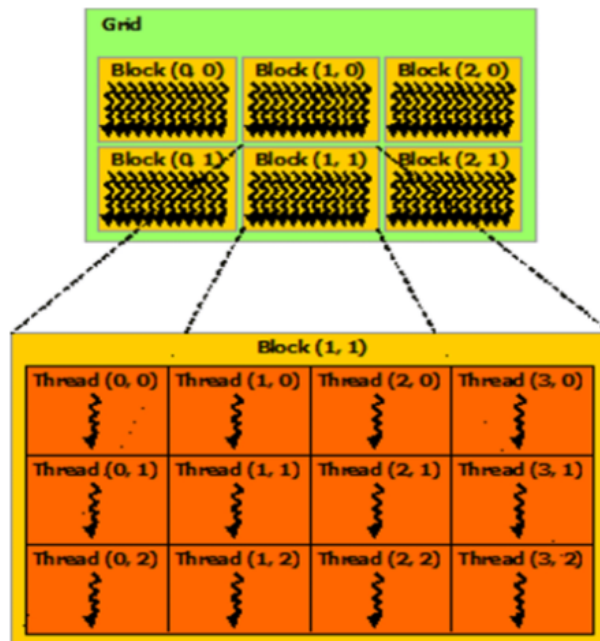 Grid
Block (0, 0) Block (1, 0) Block (2, 0)
Block (0, 1) Block (1, 1) Block (2, 1)
Block (1, 1)
Thread (0, 0) Thread (1, 0) Thread (2, 0) Thread (3, 0)
Thread (0, 1) Thread (1, 1) Thread (2, 1) Thread (3, 1)
Thread (0, 2) Thread (1, 2) Thread (2, 2) Thread (3, 2)